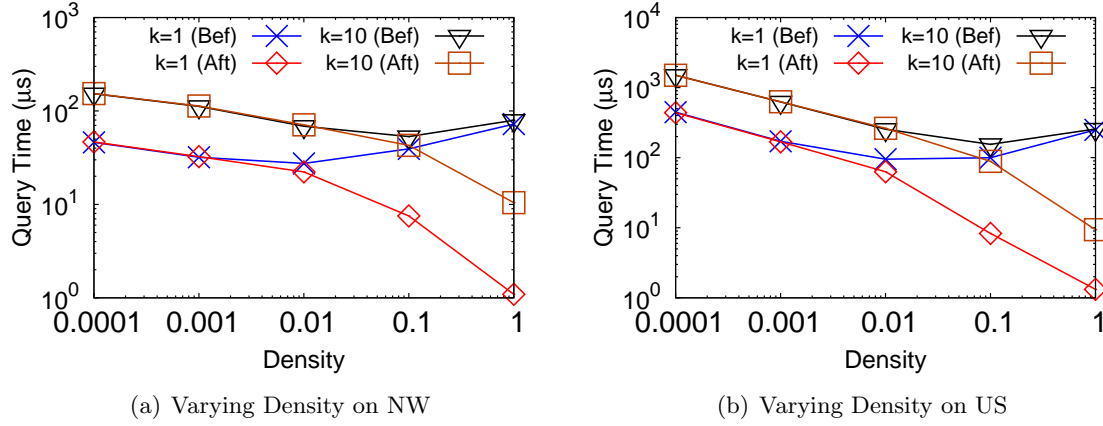 k=1 (Bef)
k=1 (Aft)
k=10 (Bef)
k=10 (Aft)
Query Time (µs)
10^3
10^2
10^1
10^0
0.0001 0.001 0.01 0.1 1
Density
(a) Varying Density on NW
k=1 (Bef)
k=1 (Aft)
k=10 (Bef)
k=10 (Aft)
Query Time (µs)
10^4
10^3
10^2
10^1
10^0
0.0001 0.001 0.01 0.1 1
Density
(b) Varying Density on US